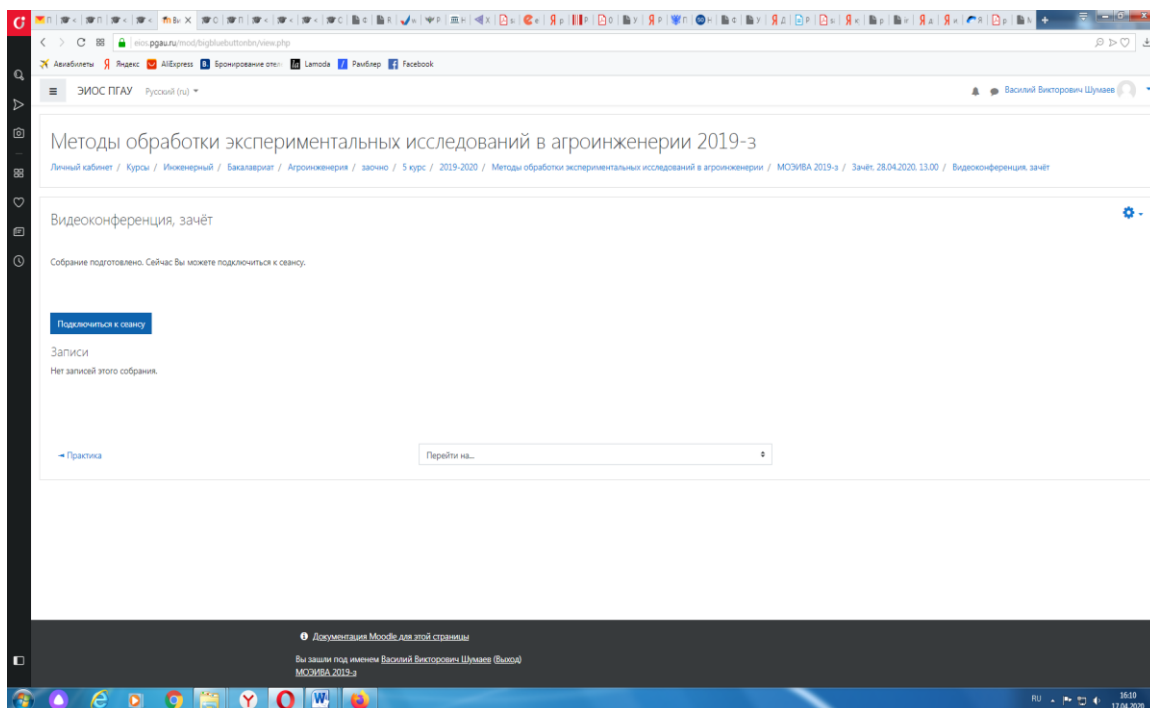 eios.pgau.ru/mod/bigbluebuttonbn/view.php
Авиабилеты Яндекс AliExpress Бронирование отел Lamoda Рамблер Facebook
ЭИОС ПГАУ Русский (ru) Василий Викторович Шумаев
Методы обработки экспериментальных исследований в агроинженерии 2019-з
Личный кабинет / Курсы / Инженерный / Бакалавриат / Агроинженерия / заочно / 5 курс / 2019-2020 / Методы обработки экспериментальных исследований в агроинженерии / МОЭИВА 2019-з / Зачёт. 28.04.2020, 13.00 / Видеоконференция, зачёт
Видеоконференция, зачёт
Собрание подготовлено. Сейчас Вы можете подключиться к сеансу.
Подключиться к сеансу
Записи
Нет записей этого собрания.
◄ Практика Перейти на...
Документация Moodle для этой страницы
Вы зашли под именем Василий Викторович Шумаев (Выход)
МОЭИВА 2019-з
RU 16:10
17.04.2020